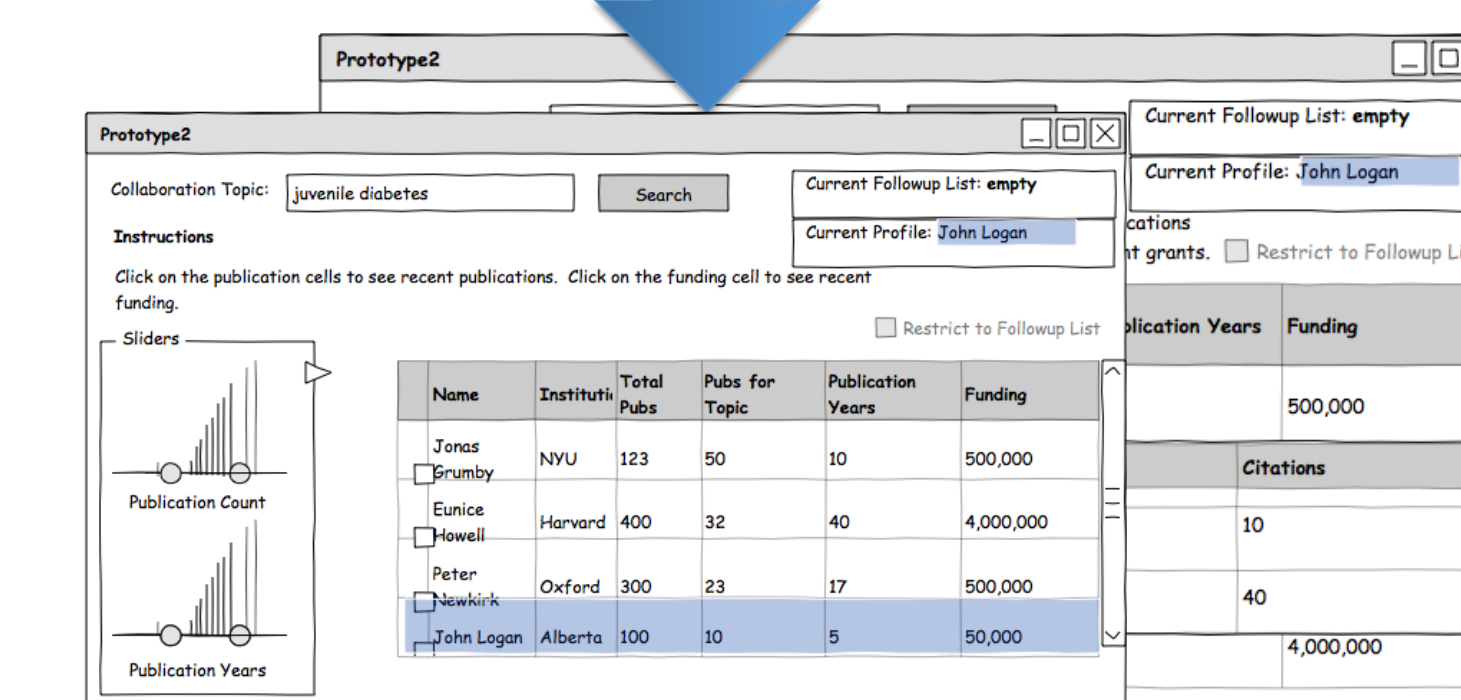 Prototype2
Current Followup List: empty
Current Profile: John Logan
cations
nt grants. Restrict to Followup Li
blication Years Funding
500,000
Citations
10
40
4,000,000
Prototype2
Collaboration Topic: juvenile diabetes Search
Current Followup List: empty
Current Profile: John Logan
Instructions
Click on the publication cells to see recent publications. Click on the funding cell to see recent
funding.
Restrict to Followup List
Sliders
Publication Count
Publication Years
Name Instituti Total Pubs Pubs for Topic Publication Years Funding
Jonas Grumby NYU 123 50 10 500,000
Eunice Howell Harvard 400 32 40 4,000,000
Peter Newkirk Oxford 300 23 17 500,000
John Logan Alberta 100 10 5 50,000